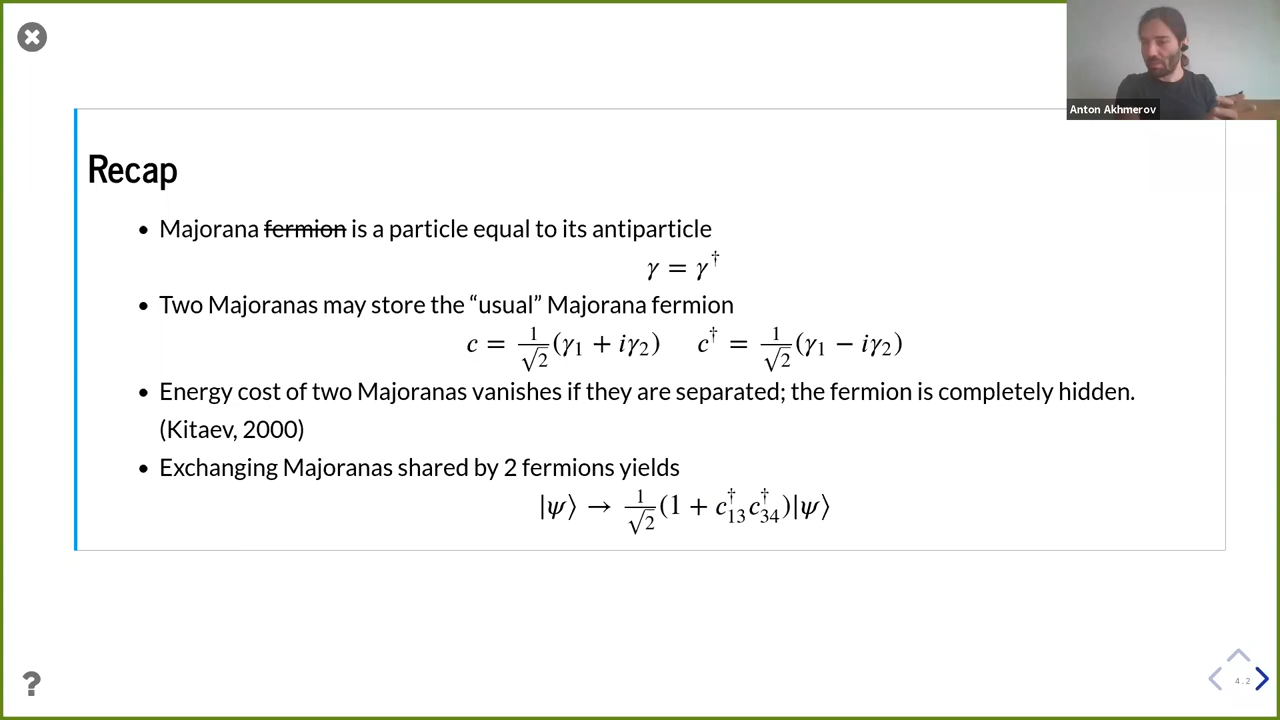 Anton Akhmerov
Recap
• Majorana fermion is a particle equal to its antiparticle
γ = γ†
• Two Majoranas may store the “usual” Majorana fermion
c = 1/√2 (γ₁ + iγ₂)  c† = 1/√2 (γ₁ − iγ₂)
• Energy cost of two Majoranas vanishes if they are separated; the fermion is completely hidden.
(Kitaev, 2000)
• Exchanging Majoranas shared by 2 fermions yields
|ψ⟩ → 1/√2 (1 + c†₁₃c†₃₄)|ψ⟩
?
4.2